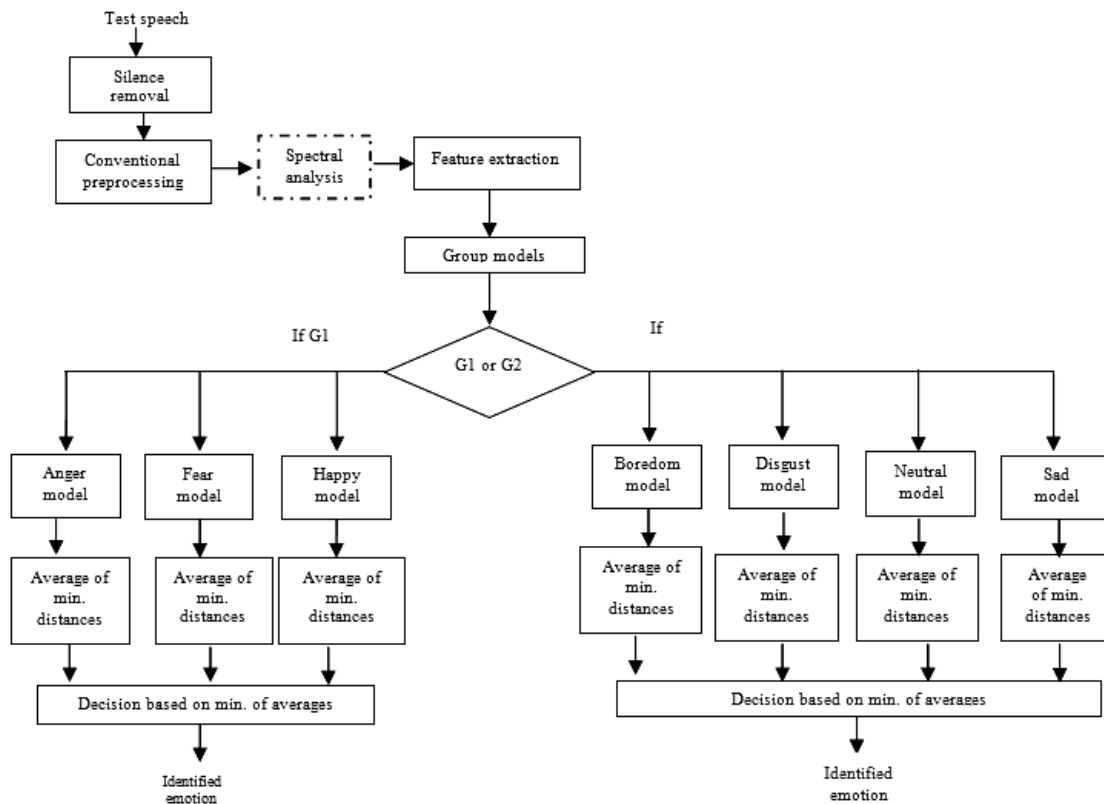 Test speech
Silence
removal
Conventional
preprocessing
Spectral
analysis
Feature extraction
Group models
If G1
If
G1 or G2
Anger
model
Fear
model
Happy
model
Boredom
model
Disgust
model
Neutral
model
Sad
model
Average of
min.
distances
Average of
min.
distances
Average of
min.
distances
Average of
min.
distances
Average of
min.
distances
Average of
min.
distances
Average
of min.
distances
Decision based on min. of averages
Decision based on min. of averages
Identified
emotion
Identified
emotion